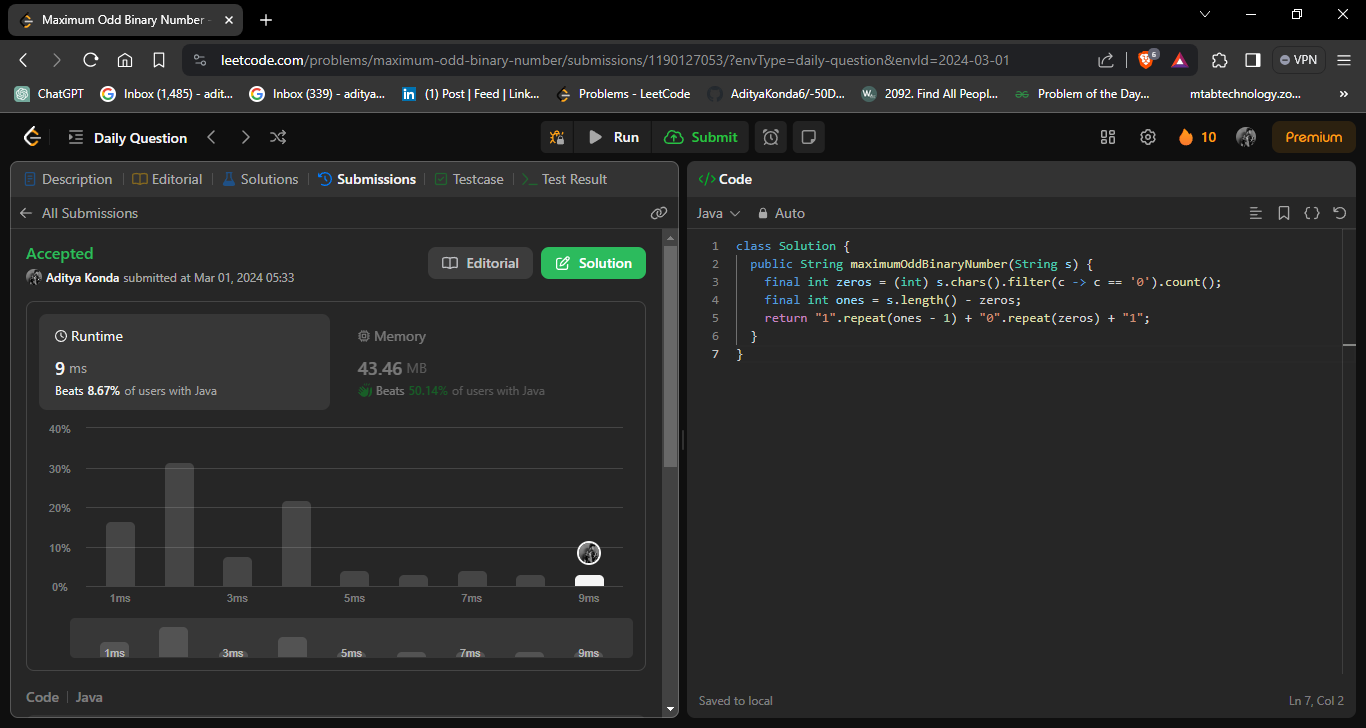 Maximum Odd Binary Number -
leetcode.com/problems/maximum-odd-binary-number/submissions/1190127053/?envType=daily-question&envId=2024-03-01
6
VPN
ChatGPT
Inbox (1,485) - adit...
Inbox (339) - aditya...
(1) Post | Feed | Link...
Problems - LeetCode
AdityaKonda6/-50D...
2092. Find All Peopl...
Problem of the Day...
mtabtechnology.zo...
»
Daily Question
Run
Submit
10
Premium
Description
Editorial
Solutions
Submissions
Testcase
Test Result
All Submissions
Accepted
Aditya Konda submitted at Mar 01, 2024 05:33
Editorial
Solution
Runtime
9 ms
Beats 8.67% of users with Java
Memory
43.46 MB
Beats 50.14% of users with Java
40%
30%
20%
10%
0%
1ms 3ms 5ms 7ms 9ms
1ms 3ms 5ms 7ms 9ms
Code | Java
</> Code
Java
Auto
1 class Solution {
2 public String maximumOddBinaryNumber(String s) {
3 final int zeros = (int) s.chars().filter(c -> c == '0').count();
4 final int ones = s.length() - zeros;
5 return "1".repeat(ones - 1) + "0".repeat(zeros) + "1";
6 }
7 }
Saved to local
Ln 7, Col 2